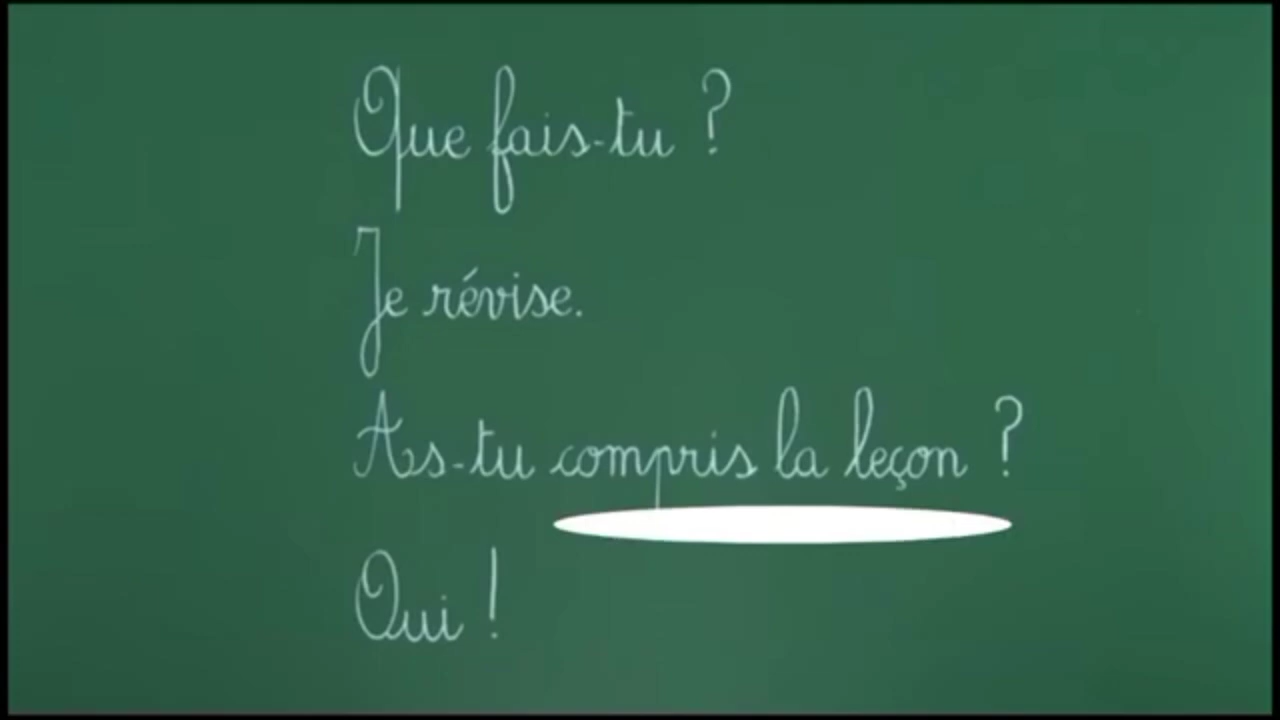 Que fais-tu ?
Je révise.
As-tu compris la leçon ?
Oui !